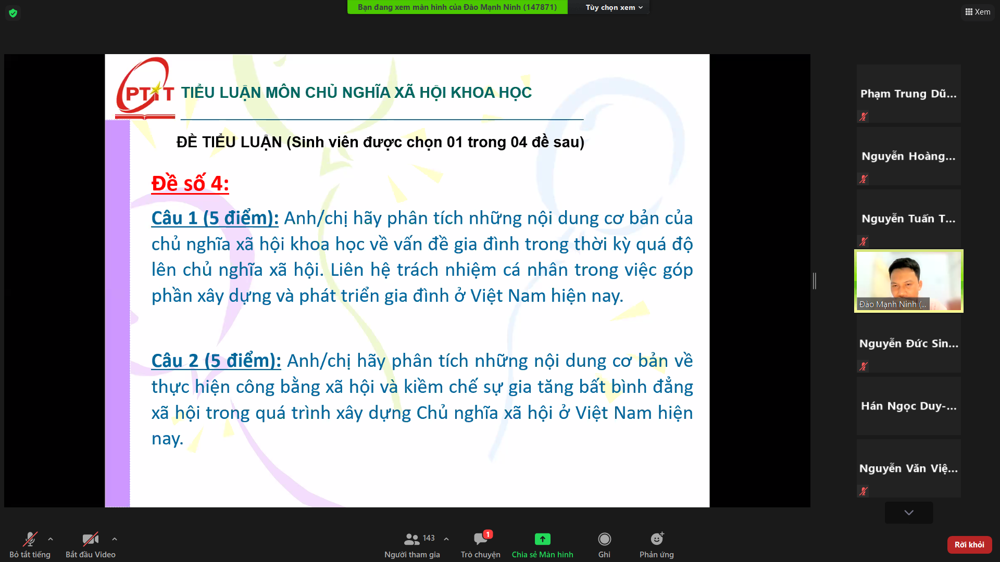 Bạn đang xem màn hình của Đào Mạnh Ninh (147871)
Tùy chọn xem
Xem
PTIT
TIỂU LUẬN MÔN CHỦ NGHĨA XÃ HỘI KHOA HỌC
ĐỀ TIỂU LUẬN (Sinh viên được chọn 01 trong 04 đề sau)
Đề số 4:
Câu 1 (5 điểm): Anh/chị hãy phân tích những nội dung cơ bản của
chủ nghĩa xã hội khoa học về vấn đề gia đình trong thời kỳ quá độ
lên chủ nghĩa xã hội. Liên hệ trách nhiệm cá nhân trong việc góp
phần xây dựng và phát triển gia đình ở Việt Nam hiện nay.
Câu 2 (5 điểm): Anh/chị hãy phân tích những nội dung cơ bản về
thực hiện công bằng xã hội và kiềm chế sự gia tăng bất bình đẳng
xã hội trong quá trình xây dựng Chủ nghĩa xã hội ở Việt Nam hiện
nay.
Phạm Trung Dũ...
Nguyễn Hoàng...
Nguyễn Tuấn T...
Đào Mạnh Ninh (...
Nguyễn Đức Sin...
Hán Ngọc Duy-...
Nguyễn Văn Việ...
Bỏ tắt tiếng
Bắt đầu Video
143
Người tham gia
1
Trò chuyện
Chia sẻ Màn hình
Ghi
Phản ứng
Rời khỏi